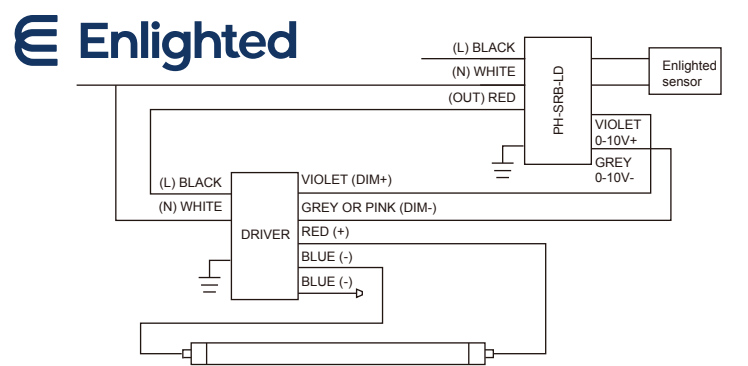 Enlighted
(L) BLACK
(N) WHITE
(OUT) RED
PH-SRB-LD
Enlighted
sensor
VIOLET
0-10V+
GREY
0-10V-
(L) BLACK
(N) WHITE
DRIVER
VIOLET (DIM+)
GREY OR PINK (DIM-)
RED (+)
BLUE (-)
BLUE (-)